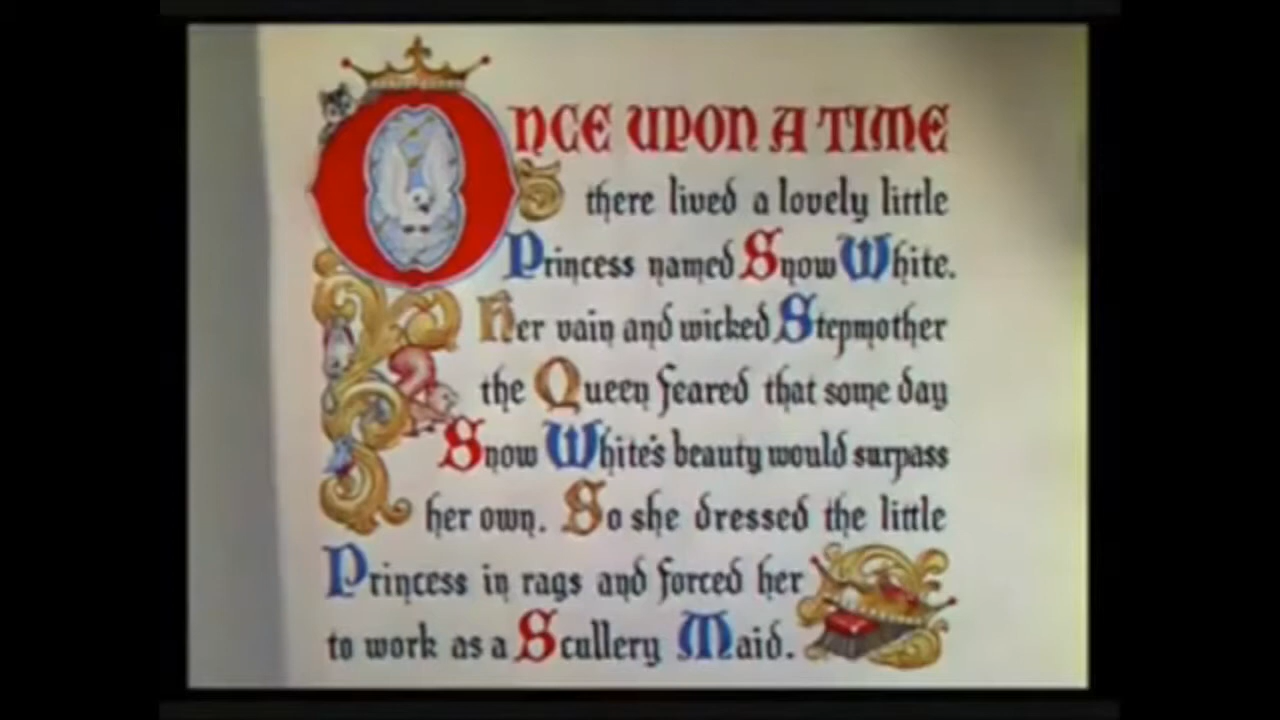 ONCE UPON A TIME
there lived a lovely little
Princess named Snow White.
Her vain and wicked Stepmother
the Queen feared that some day
Snow White's beauty would surpass
her own. So she dressed the little
Princess in rags and forced her
to work as a Scullery Maid.